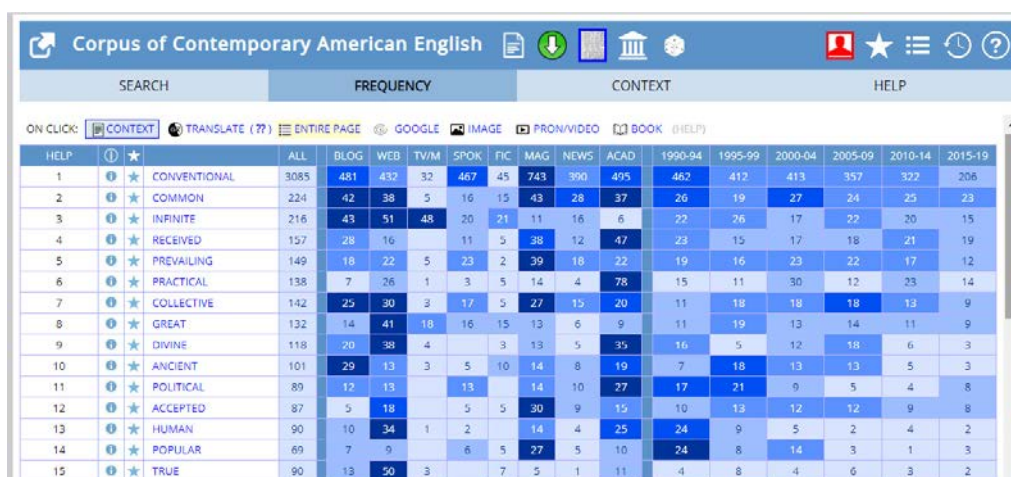 Corpus of Contemporary American English
SEARCH FREQUENCY CONTEXT HELP
ON CLICK: CONTEXT TRANSLATE (??) ENTIRE PAGE GOOGLE IMAGE PRON/VIDEO BOOK (HELP)
HELP ALL BLOG WEB TV/M SPOK FIC MAG NEWS ACAD 1990-94 1995-99 2000-04 2005-09 2010-14 2015-19
1 CONVENTIONAL 3085 481 432 32 467 45 743 390 495 462 412 413 357 322 206
2 COMMON 224 42 38 5 16 15 43 28 37 26 19 27 24 25 23
3 INFINITE 216 43 51 48 20 21 11 16 6 22 26 17 22 20 15
4 RECEIVED 157 28 16 11 5 38 12 47 23 15 17 18 21 19
5 PREVAILING 149 18 22 5 23 2 39 18 22 19 16 23 22 17 12
6 PRACTICAL 138 7 26 1 3 5 14 4 78 15 11 30 12 23 14
7 COLLECTIVE 142 25 30 3 17 5 27 15 20 11 18 18 18 13 9
8 GREAT 132 14 41 18 16 15 13 6 9 11 19 13 14 11 9
9 DIVINE 118 20 38 4 3 13 5 35 16 5 12 18 6 3
10 ANCIENT 101 29 13 3 5 10 14 8 19 7 18 13 13 5 3
11 POLITICAL 89 12 13 13 14 10 27 17 21 9 5 4 8
12 ACCEPTED 87 5 18 5 5 30 9 15 10 13 12 12 9 8
13 HUMAN 90 10 34 1 2 14 4 25 24 9 5 2 4 2
14 POPULAR 69 7 9 6 5 27 5 10 24 8 14 3 1 3
15 TRUE 90 13 50 3 7 5 1 11 4 8 4 6 3 2